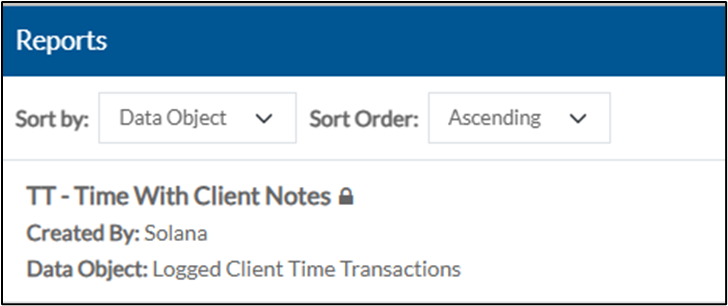 Reports
Sort by: Data Object Sort Order: Ascending
TT - Time With Client Notes
Created By: Solana
Data Object: Logged Client Time Transactions